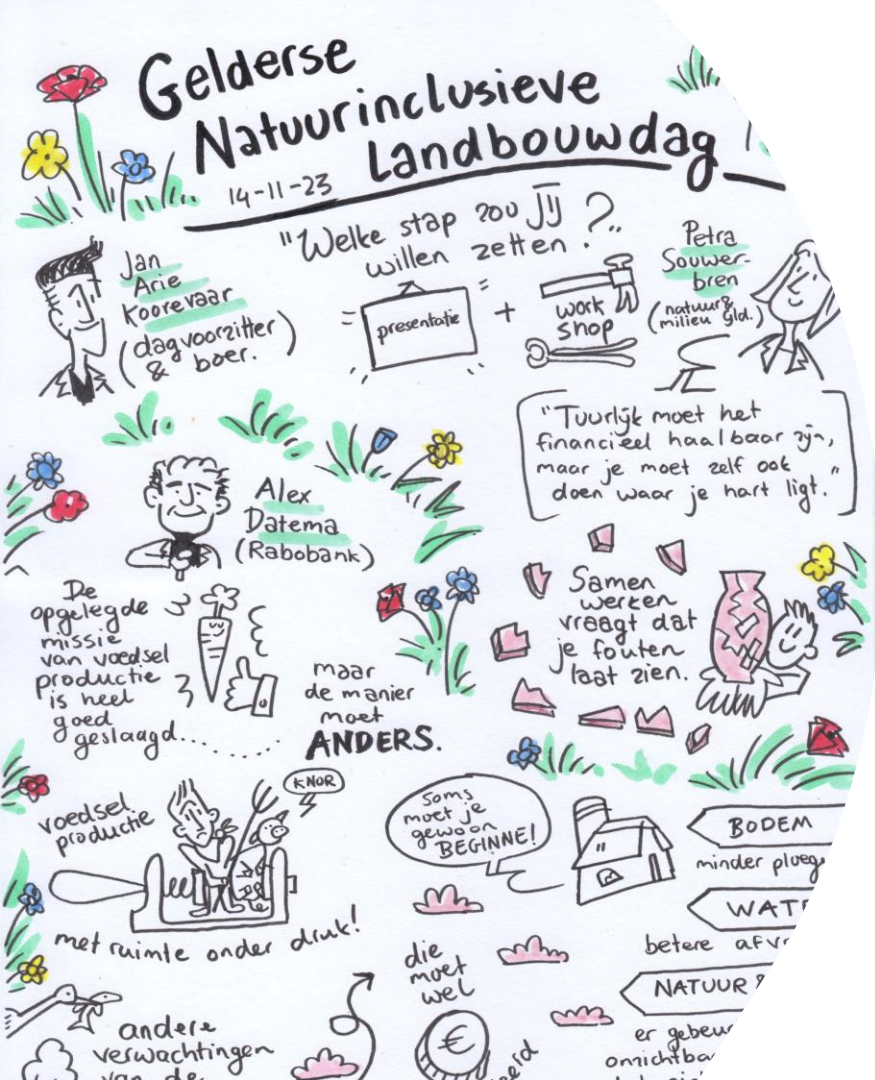 Gelderse
Natuurinclusieve
Landbouwdag
14-11-23
"Welke stap zou JIJ
willen zetten?"
Jan
Arie
Koorevaar
(dagvoorzitter
& boer.)
=
presentatie
+
work
shop
Petra
Souwer-
bren
(natuur&
milieu Gld.)
"Tuurlijk moet het
financieel haalbaar zijn,
maar je moet zelf ook
doen waar je hart ligt."
Alex
Datema
(Rabobank)
De
opgelegde
missie
van voedsel
productie
is heel
goed
geslaagd..........
maar
de manier
moet
ANDERS.
Samen
werken
vraagt dat
je fouten
laat zien.
voedsel
productie
KNOR
met ruimte onder druk!
Soms
moet je
gewoon
BEGINNE!
BODEM
minder
betere
NATUUR &
er
die
moet
wel
€
andere
verwachtingen
van de